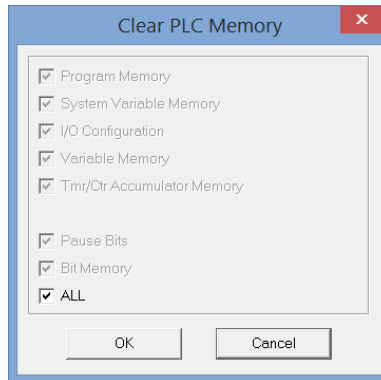 Clear PLC Memory
x
Program Memory
System Variable Memory
I/O Configuration
Variable Memory
Tmr/Ctr Accumulator Memory
Pause Bits
Bit Memory
ALL
OK Cancel